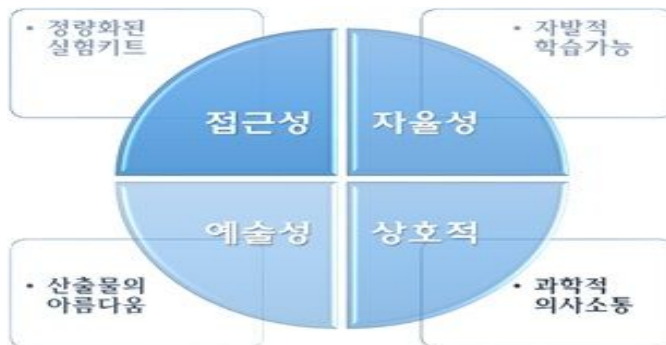 • 정량화된
실험키트
• 자발적
학습가능
접근성
자율성
예술성
상호적
• 산출물의
아름다움
• 과학적
의사소통